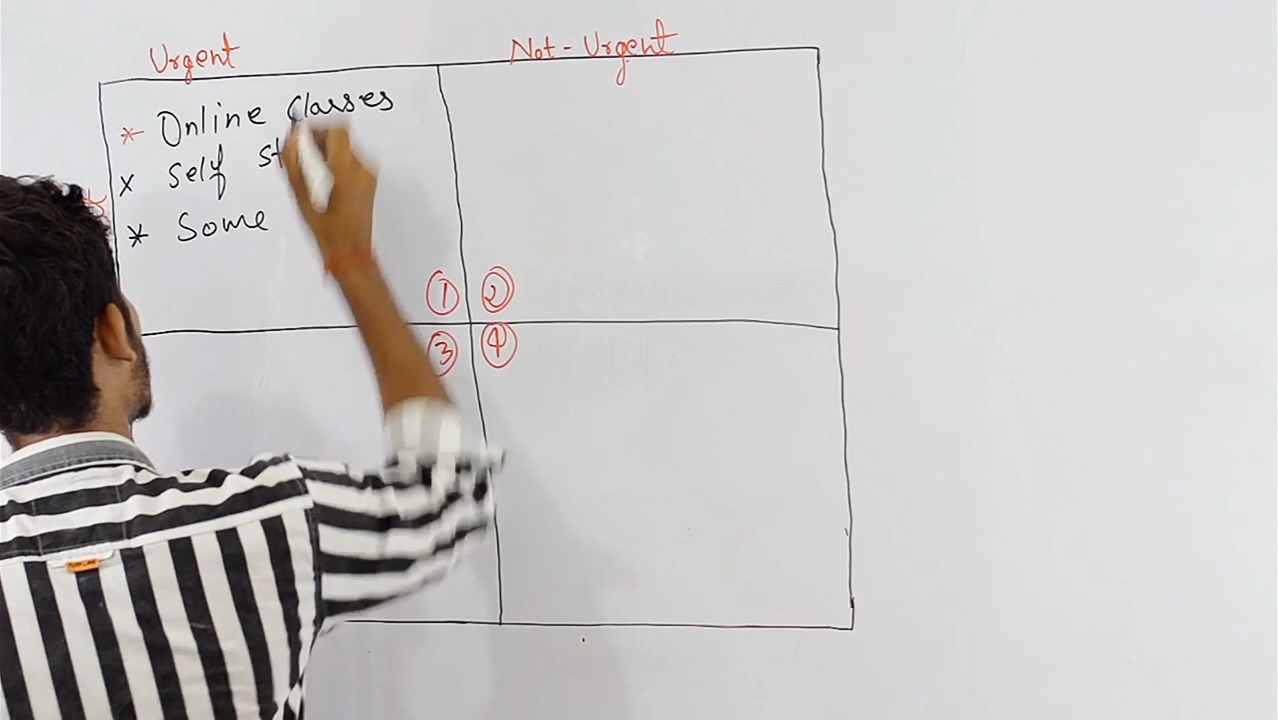 Urgent Not-Urgent
* Online Classes
x Self
* Some
1 2
3 4